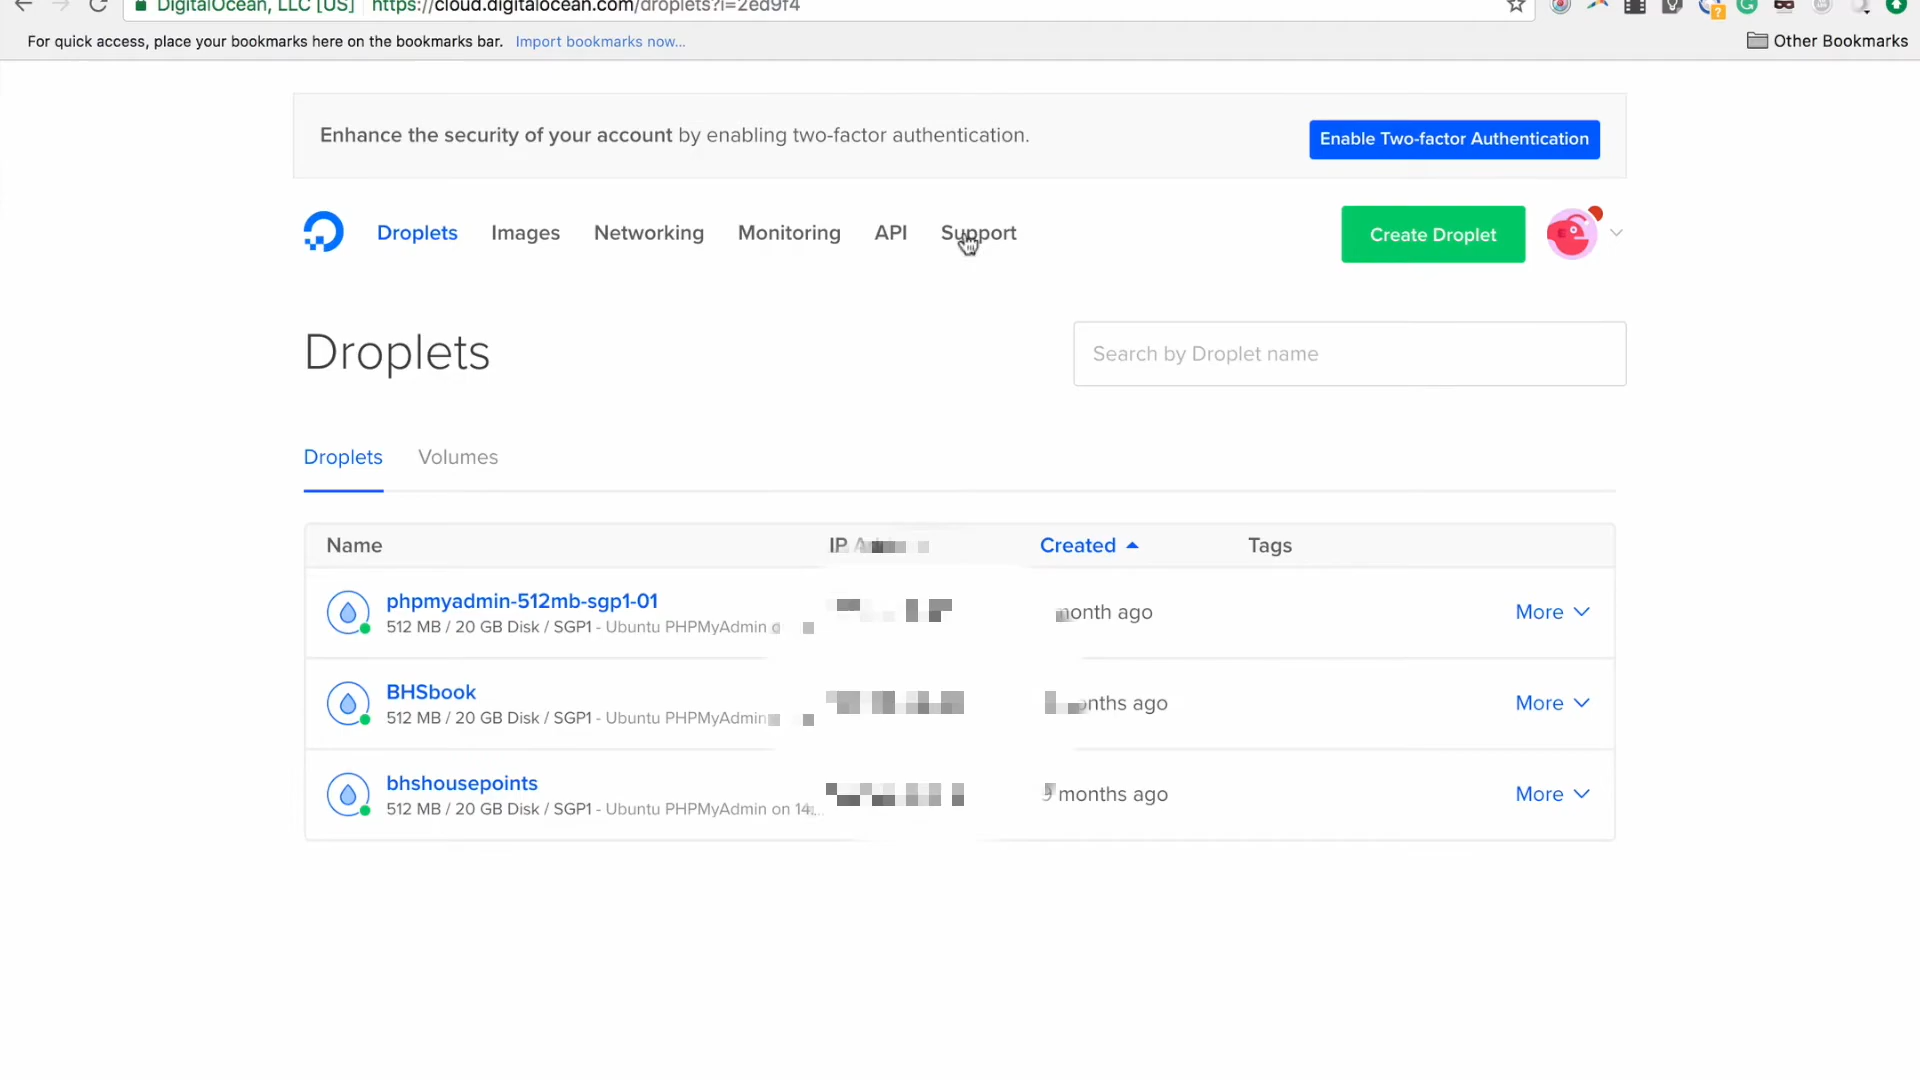 DigitalOcean, LLC [US] https://cloud.digitalocean.com/droplets?i=2ed9f4
For quick access, place your bookmarks here on the bookmarks bar. Import bookmarks now... Other Bookmarks
Enhance the security of your account by enabling two-factor authentication. Enable Two-factor Authentication
Droplets Images Networking Monitoring API Support Create Droplet
Droplets Search by Droplet name
Droplets Volumes
Name IP Created Tags
phpmyadmin-512mb-sgp1-01
512 MB / 20 GB Disk / SGP1 - Ubuntu PHPMyAdmin
month ago More
BHSbook
512 MB / 20 GB Disk / SGP1 - Ubuntu PHPMyAdmin
months ago More
bhshousepoints
512 MB / 20 GB Disk / SGP1 - Ubuntu PHPMyAdmin on 14...
9 months ago More